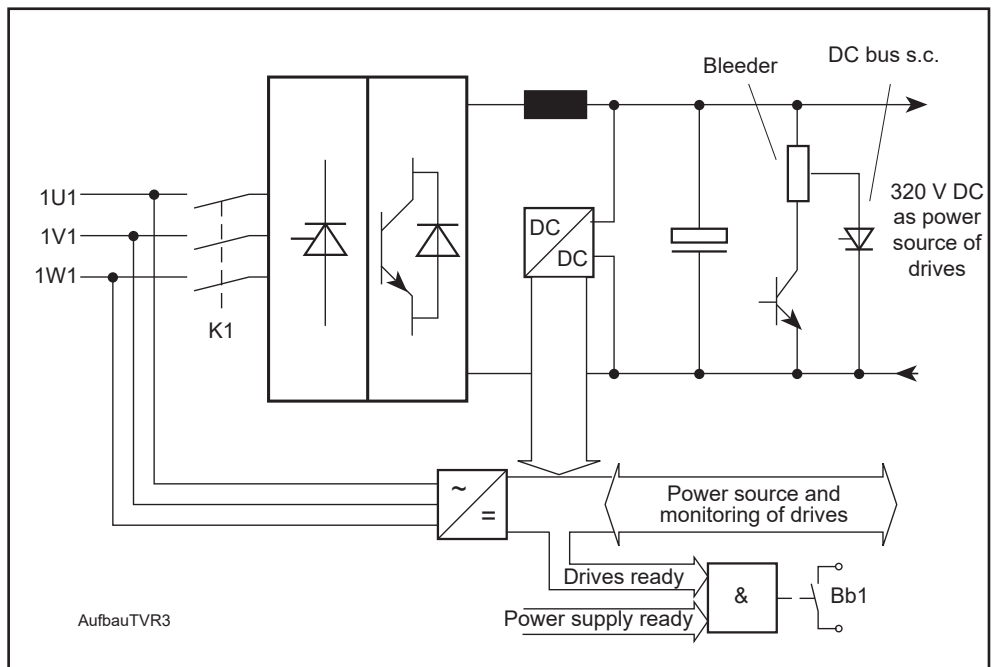 DC bus s.c.
Bleeder
1U1
1V1
1W1
K1
DC
DC
320 V DC
as power
source of
drives
~
=
Power source and
monitoring of drives
Drives ready
Power supply ready
&
Bb1
AufbauTVR3